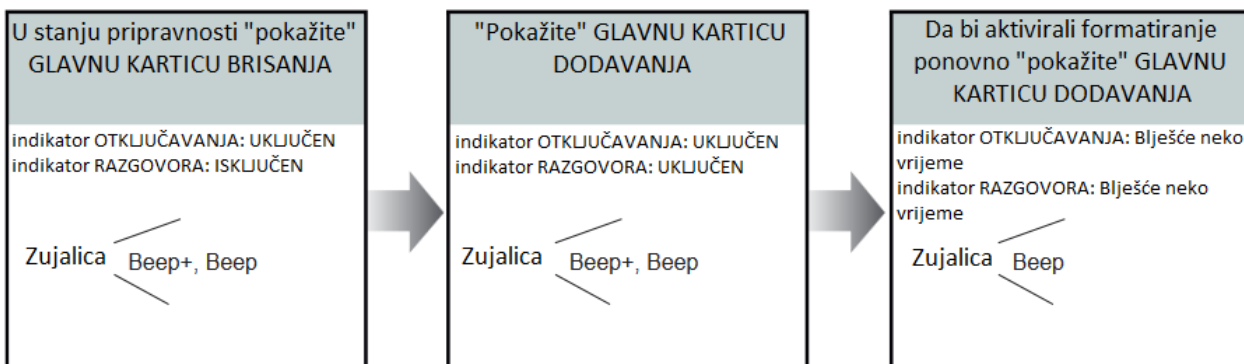 U stanju pripravnosti "pokažite"
GLAVNU KARTICU BRISANJA
indikator OTKLJUČAVANJA: UKLJUČEN
indikator RAZGOVORA: ISKLJUČEN
Zujalica
Beep+, Beep
"Pokažite" GLAVNU KARTICU
DODAVANJA
indikator OTKLJUČAVANJA: UKLJUČEN
indikator RAZGOVORA: UKLJUČEN
Zujalica
Beep+, Beep
Da bi aktivirali formatiranje
ponovno "pokažite" GLAVNU
KARTICU DODAVANJA
indikator OTKLJUČAVANJA: Blješće neko
vrijeme
indikator RAZGOVORA: Blješće neko
vrijeme
Zujalica
Beep